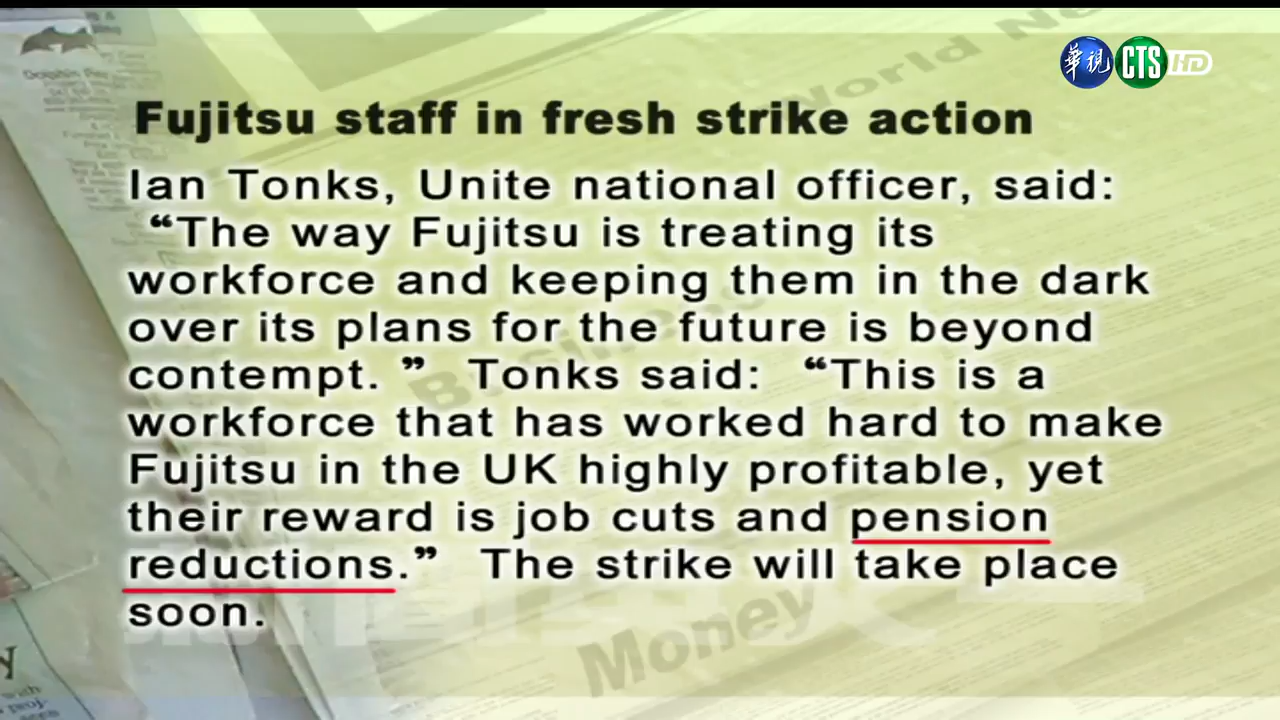 華視 CTS HD
World Ne
Fujitsu staff in fresh strike action
Ian Tonks, Unite national officer, said:
“The way Fujitsu is treating its
workforce and keeping them in the dark
over its plans for the future is beyond
contempt. ” Tonks said: “This is a
workforce that has worked hard to make
Fujitsu in the UK highly profitable, yet
their reward is job cuts and pension
reductions.” The strike will take place
soon.
Business
Money